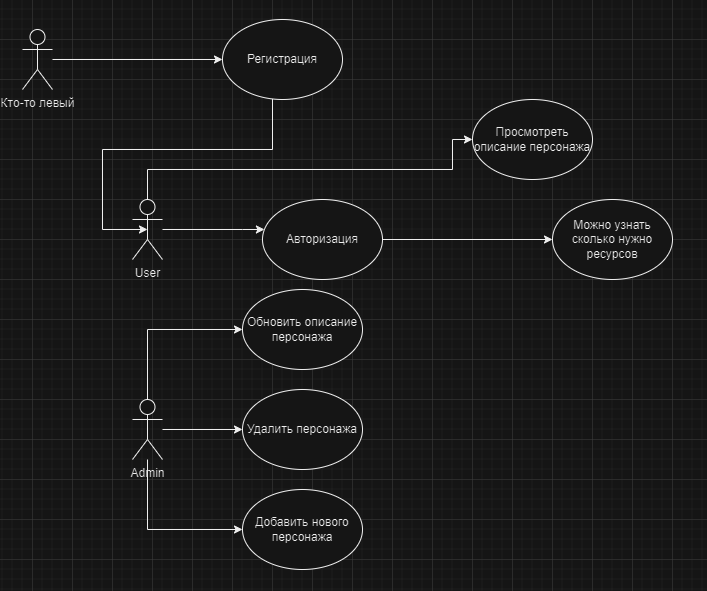 Регистрация
Кто-то левый
Просмотреть
описание персонажа
Авторизация
Можно узнать
сколько нужно
ресурсов
User
Обновить описание
персонажа
Удалить персонажа
Admin
Добавить нового
персонажа